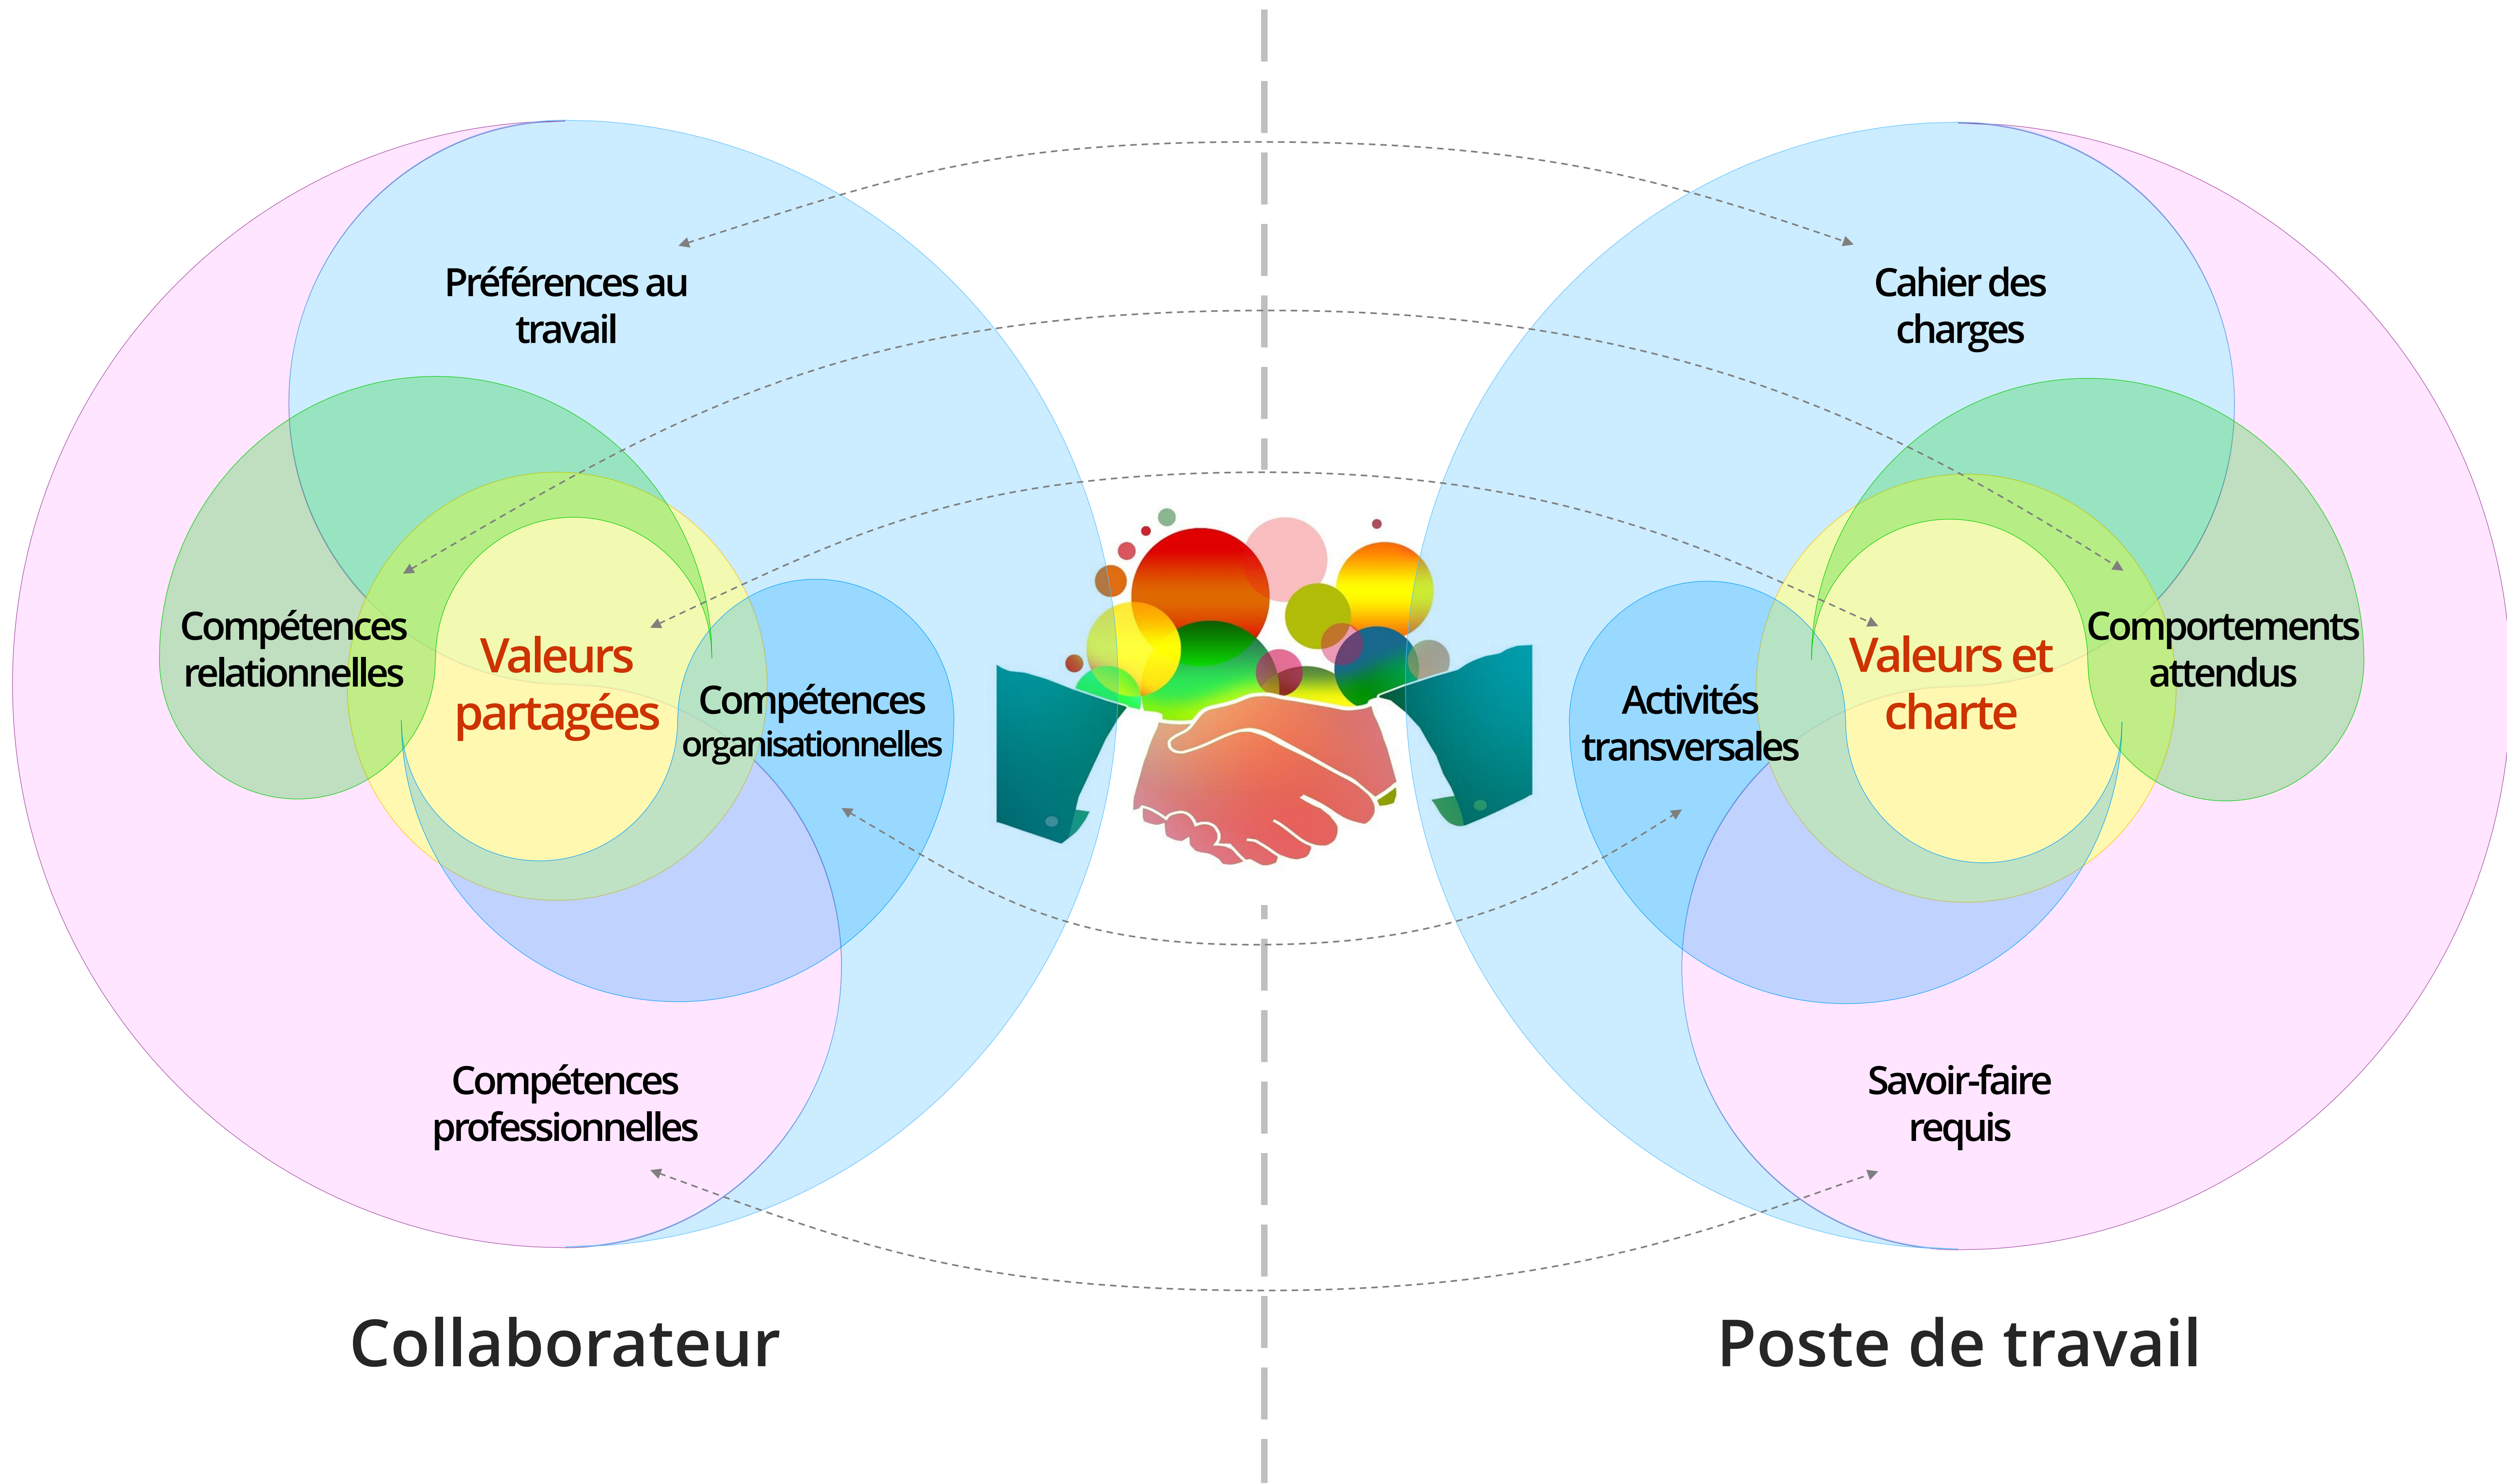 Préférences au
travail
Compétences
relationnelles
Valeurs
partagées
Compétences
organisationnelles
Compétences
professionnelles
Collaborateur
Cahier des
charges
Activités
transversales
Valeurs et
charte
Comportements
attendus
Savoir-faire
requis
Poste de travail